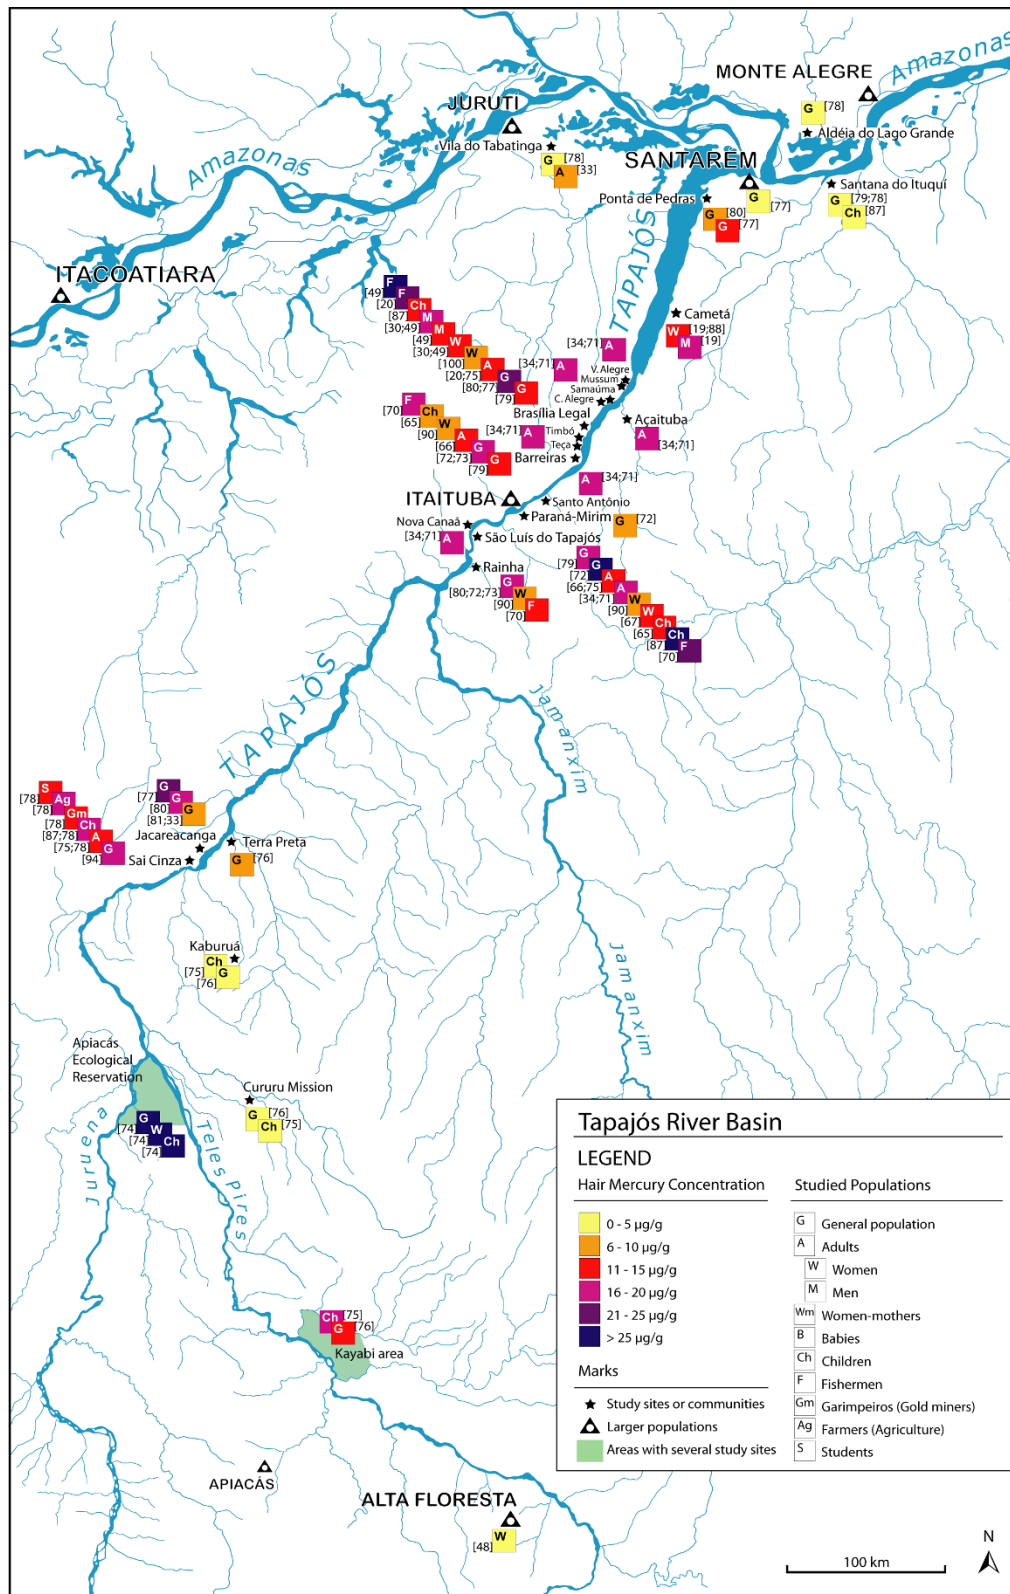 Amazonas
MONTE ALEGRE
JURUTI
G [78]
Aldéia do Lago Grande
Vila do Tabatinga
G [78]
A [33]
SANTARÉM
Amazonas
Santana do Ituquí
Ponta de Pedras
G [77]
G [79;78]
Ch [87]
G [80]
G [77]
TAPAJÓS
ITACOATIARA
F
[49] F
[20] Ch
[87] M
[30;49] M
[49] W
[30;49] W
[100] A
[20;75] G
[80;77] G
[79]
Cametá
W [19;88]
M [19]
[34;71] A
[34;71] A
V. Alegre
Mussum
Samaúma
C. Alegre
F
[70] Ch
[65] W
[90] A
[66] G
[72;73] G
[79]
Brasília Legal
Açaituba
A
[34;71]
[34;71] A
Timbó
Teça
Barreiras
A [34;71]
ITAITUBA
Santo Antônio
Paraná-Mirim
G [72]
Nova Canaã
[34;71] A
São Luís do Tapajós
Rainha
G
[80;72;73] W
[90] F
[70]
G
[79] G
[72] A
[66;75] A
[34;71] W
[90] W
[67] Ch
[65] Ch
[87] F
[70]
TAPAJÓS
Jamanxim
S
[78] Ag
[78] Gm
[78] Ch
[87;78] A
[75;78] G
[94]
G
[77] G
[80] G
[81;33]
Jacareacanga
Sai Cinza
Terra Preta
G [76]
Jamanxim
Kaburuá
Ch
[75] G
[76]
Apiacás
Ecological
Reservation
Cururu Mission
G [76]
Ch [75]
G
[74] W
[74] Ch
[74]
Juruena
Teles Pires
Ch [75]
G [76]
Kayabi area
APIACÁS
ALTA FLORESTA
W
[48]
Tapajós River Basin
LEGEND
Hair Mercury Concentration
0 - 5 µg/g
6 - 10 µg/g
11 - 15 µg/g
16 - 20 µg/g
21 - 25 µg/g
> 25 µg/g
Marks
Study sites or communities
Larger populations
Areas with several study sites
Studied Populations
G General population
A Adults
W Women
M Men
Wm Women-mothers
B Babies
Ch Children
F Fishermen
Gm Garimpeiros (Gold miners)
Ag Farmers (Agriculture)
S Students
100 km
N